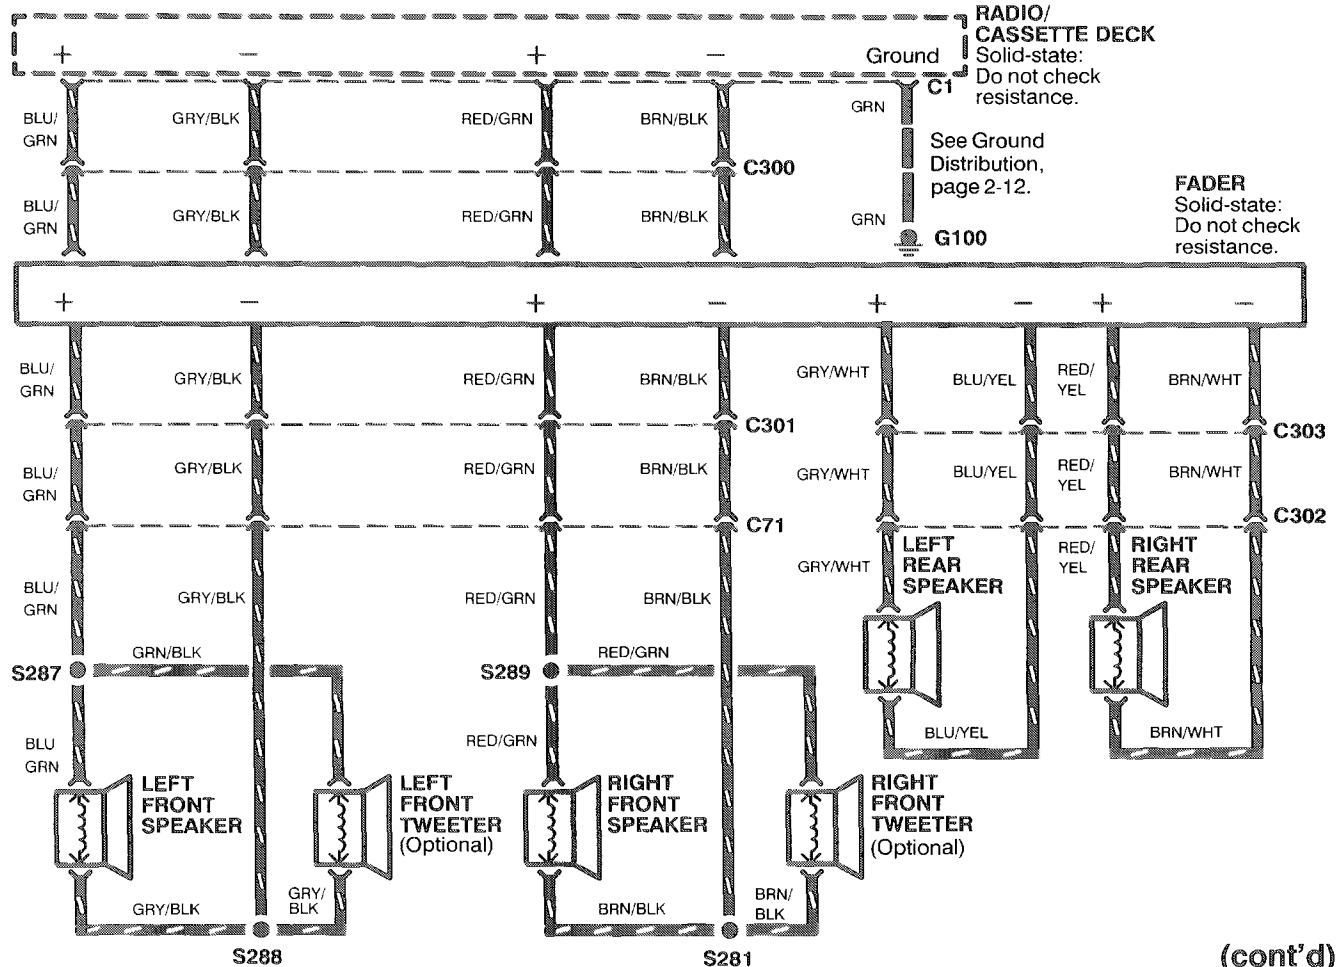 RADIO/
CASSETTE DECK
Solid-state:
Do not check
resistance.
+ − + − Ground
C1
BLU/
GRN
GRY/BLK
RED/GRN
BRN/BLK
GRN
See Ground
Distribution,
page 2-12.
C300
BLU/
GRN
GRY/BLK
RED/GRN
BRN/BLK
GRN
G100
FADER
Solid-state:
Do not check
resistance.
+ − + − + − + −
BLU/
GRN
GRY/BLK
RED/GRN
BRN/BLK
GRY/WHT
BLU/YEL
RED/
YEL
BRN/WHT
C301
C303
BLU/
GRN
GRY/BLK
RED/GRN
BRN/BLK
GRY/WHT
BLU/YEL
RED/
YEL
BRN/WHT
C71
C302
BLU/
GRN
GRY/BLK
RED/GRN
BRN/BLK
GRY/WHT
LEFT
REAR
SPEAKER
RED/
YEL
RIGHT
REAR
SPEAKER
S287
GRN/BLK
S289
RED/GRN
BLU
GRN
RED/GRN
BLU/YEL
BRN/WHT
LEFT
FRONT
SPEAKER
LEFT
FRONT
TWEETER
(Optional)
RIGHT
FRONT
SPEAKER
RIGHT
FRONT
TWEETER
(Optional)
GRY/BLK
GRY/
BLK
BRN/BLK
BRN/
BLK
S288
S281
(cont'd)